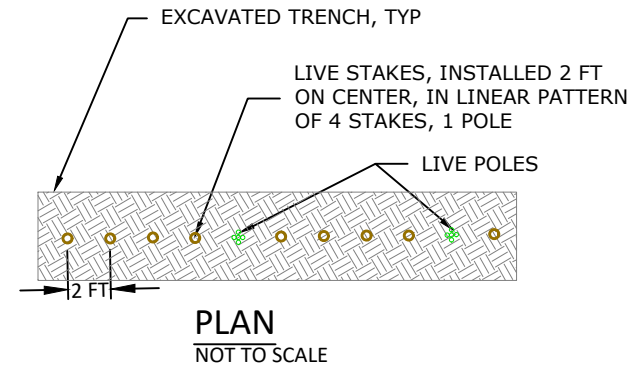 EXCAVATED TRENCH, TYP
LIVE STAKES, INSTALLED 2 FT
ON CENTER, IN LINEAR PATTERN
OF 4 STAKES, 1 POLE
LIVE POLES
2 FT
PLAN
NOT TO SCALE